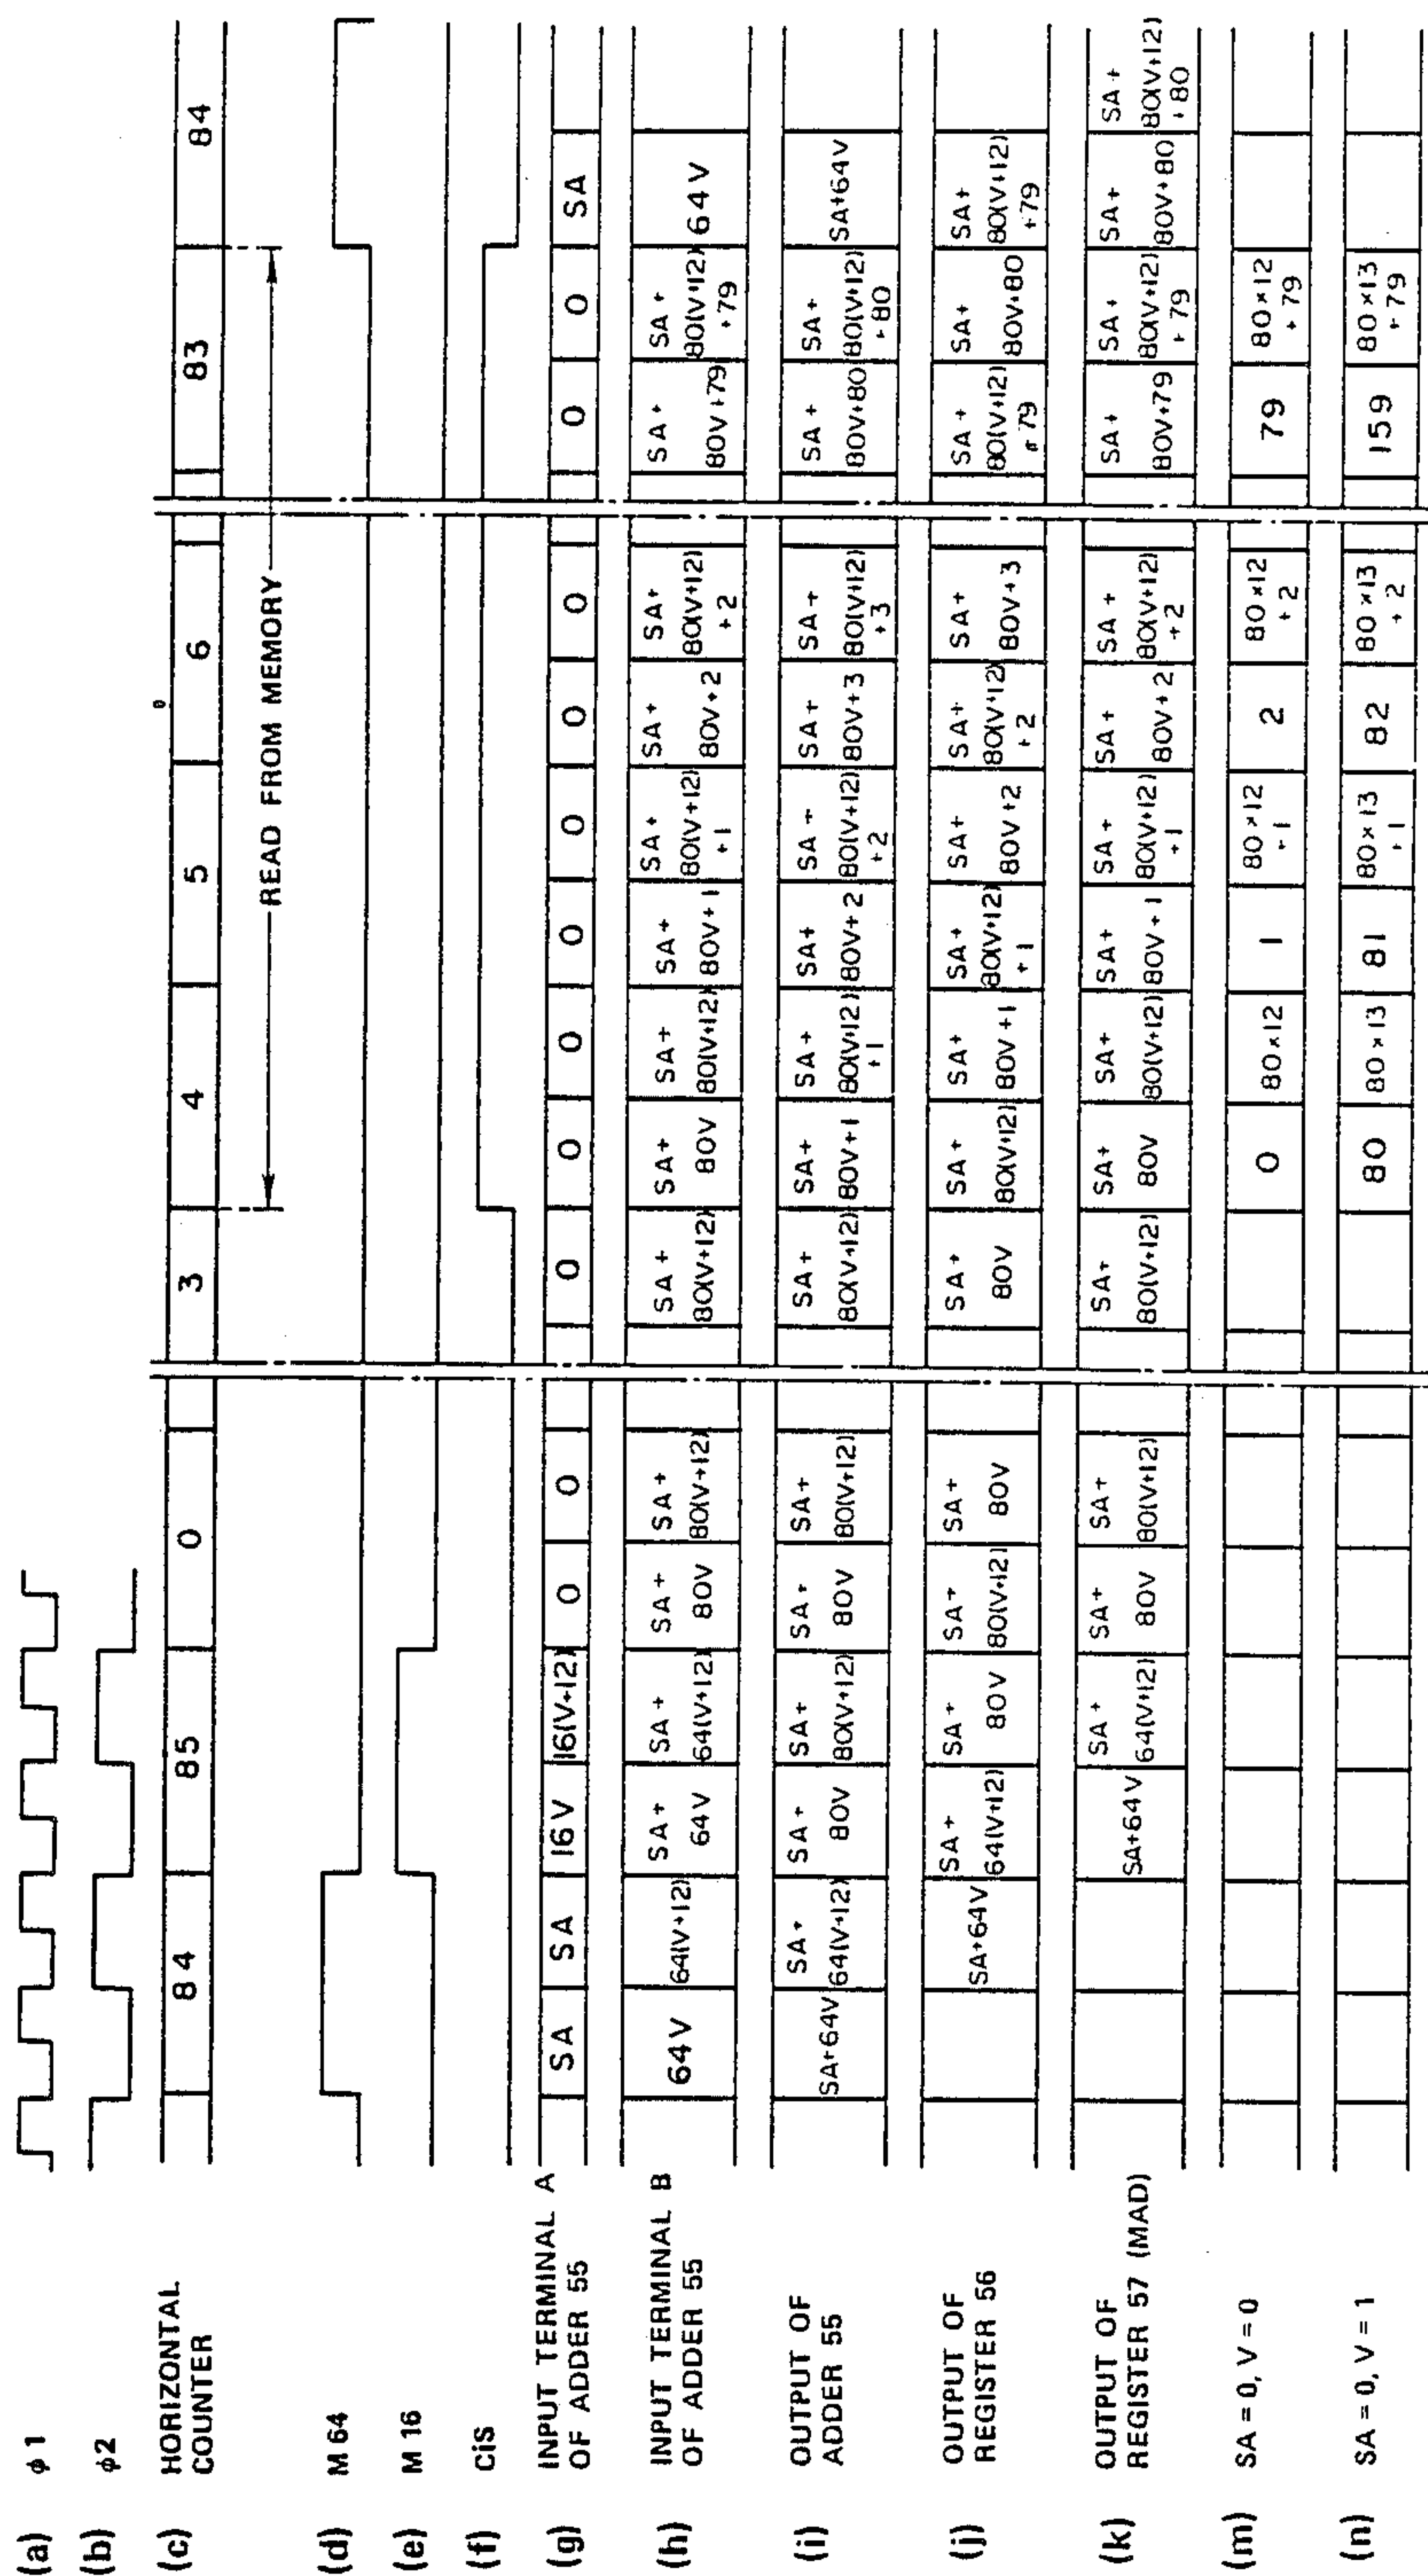 (a) φ1
(b) φ2
(c) HORIZONTAL
COUNTER
84 85 0 3 4 5 6 83 84
READ FROM MEMORY
(d) M 64
(e) M 16
(f) CiS
(g) INPUT TERMINAL A
OF ADDER 55
SA SA 16V 16(V+12) 0 0 0 0 0 0 0 0 0 0 0 SA
(h) INPUT TERMINAL B
OF ADDER 55
64V
64(V+12)
SA+
64V
SA+
64(V+12)
SA+
80V
SA+
80(V+12)
SA+
80(V+12)
SA+
80V
SA+
80(V+12)
SA+
80V+1
SA+
80(V+12)
+1
SA+
80V+2
SA+
80(V+12)
+2
SA+
80V+79
SA+
80(V+12)
+79
64V
(i) OUTPUT OF
ADDER 55
SA+64V
SA+
64(V+12)
SA+
80V
SA+
80(V+12)
SA+
80V
SA+
80(V+12)
SA+
80(V+12)
SA+
80V+1
SA+
80(V+12)
+1
SA+
80V+2
SA+
80(V+12)
+2
SA+
80V+3
SA+
80(V+12)
+3
SA+
80V+80
SA+
80(V+12)
+80
SA+64V
(j) OUTPUT OF
REGISTER 56
SA+64V
SA+
64(V+12)
SA+
80V
SA+
80(V+12)
SA+
80V
SA+
80V
SA+
80(V+12)
SA+
80V+1
SA+
80(V+12)
+1
SA+
80V+2
SA+
80(V+12)
+2
SA+
80V+3
SA+
80(V+12)
+79
SA+
80V+80
SA+
80(V+12)
+79
(k) OUTPUT OF
REGISTER 57 (MAD)
SA+64V
SA+
64(V+12)
SA+
80V
SA+
80(V+12)
SA+
80(V+12)
SA+
80V
SA+
80(V+12)
SA+
80V+1
SA+
80(V+12)
+1
SA+
80V+2
SA+
80(V+12)
+2
SA+
80V+79
SA+
80(V+12)
+79
SA+
80V+80
SA+
80(V+12)
+80
(m) SA = 0, V = 0
0
80×12
1
80×12
+1
2
80×12
+2
79
80×12
+79
(n) SA = 0, V = 1
80
80×13
81
80×13
+1
82
80×13
+2
159
80×13
+79